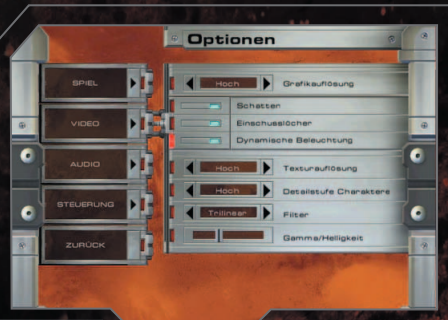 Optionen
SPIEL
VIDEO
AUDIO
STEUERUNG
ZURÜCK
Hoch Grafikauflösung
Schatten
Einschusslöcher
Dynamische Beleuchtung
Hoch Texturauflösung
Hoch Detailstufe Charaktere
Trilinear Filter
Gamma/Helligkeit